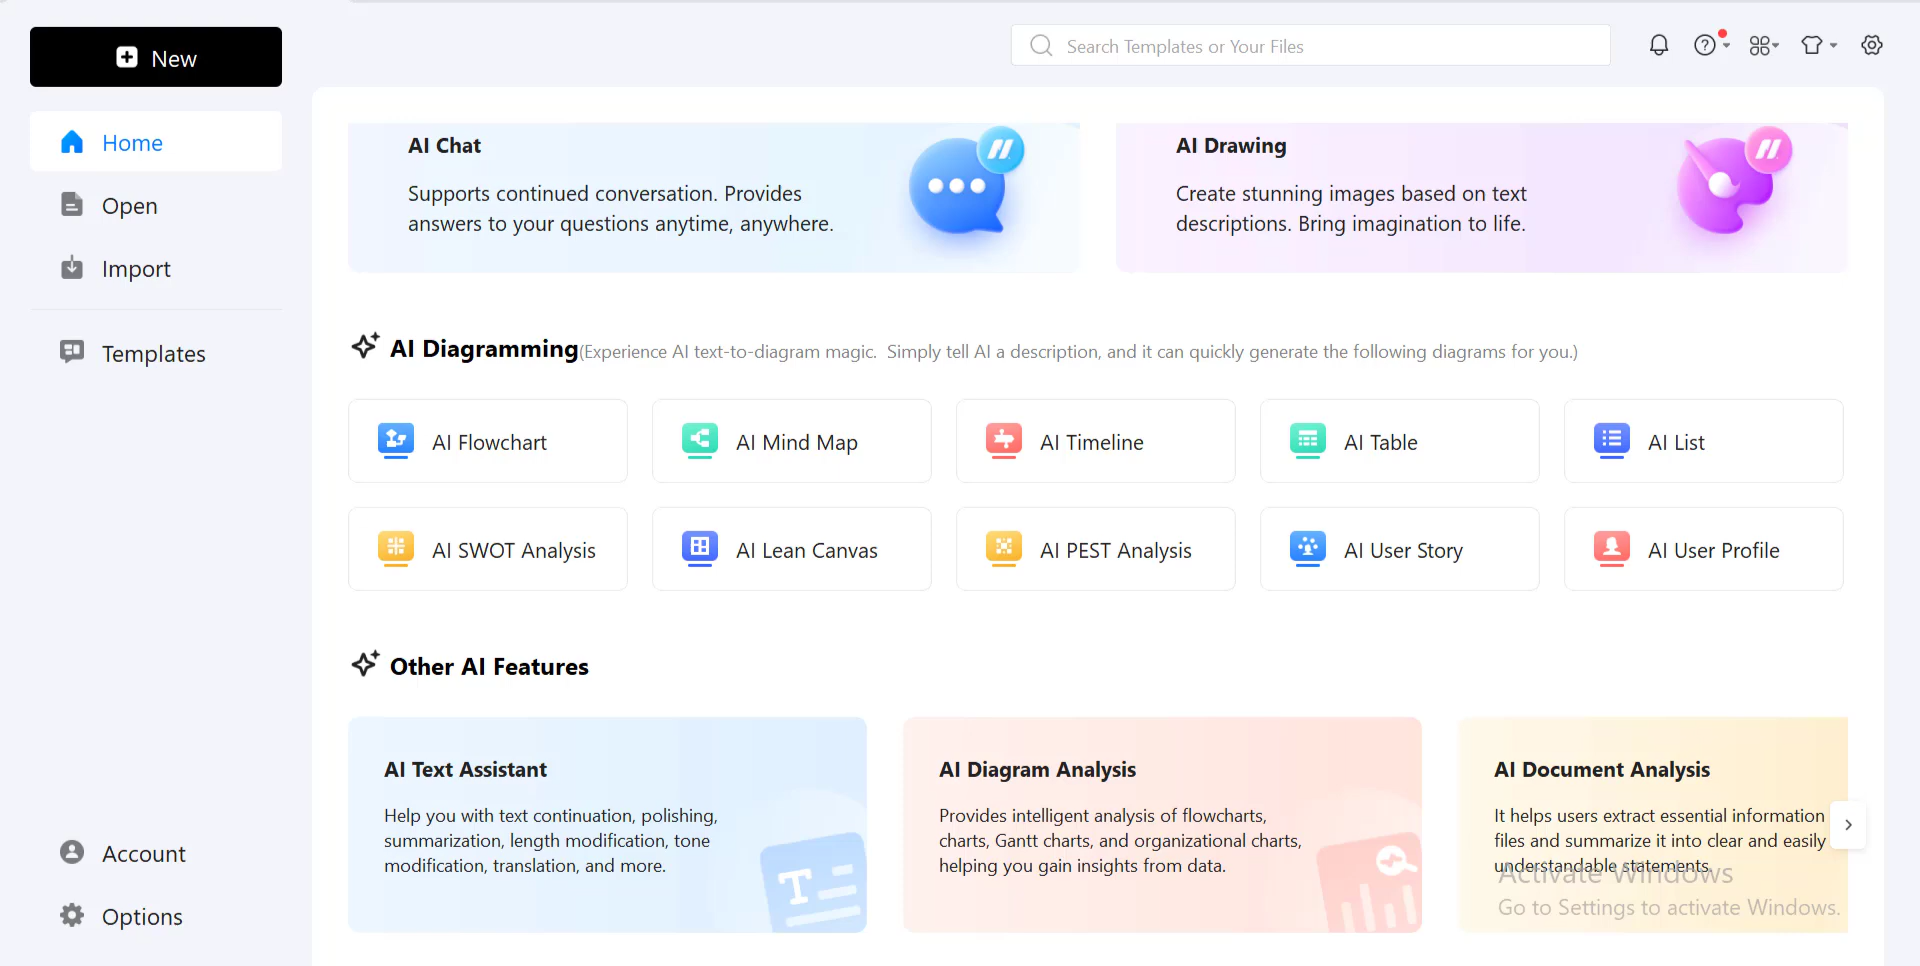 New
Search Templates or Your Files
Home
Open
Import
Templates
Account
Options
AI Chat
Supports continued conversation. Provides
answers to your questions anytime, anywhere.
AI Drawing
Create stunning images based on text
descriptions. Bring imagination to life.
AI Diagramming(Experience AI text-to-diagram magic. Simply tell AI a description, and it can quickly generate the following diagrams for you.)
AI Flowchart
AI Mind Map
AI Timeline
AI Table
AI List
AI SWOT Analysis
AI Lean Canvas
AI PEST Analysis
AI User Story
AI User Profile
Other AI Features
AI Text Assistant
Help you with text continuation, polishing,
summarization, length modification, tone
modification, translation, and more.
AI Diagram Analysis
Provides intelligent analysis of flowcharts,
charts, Gantt charts, and organizational charts,
helping you gain insights from data.
AI Document Analysis
It helps users extract essential information
files and summarize it into clear and easily
understandable statements.
Activate Windows
Go to Settings to activate Windows.